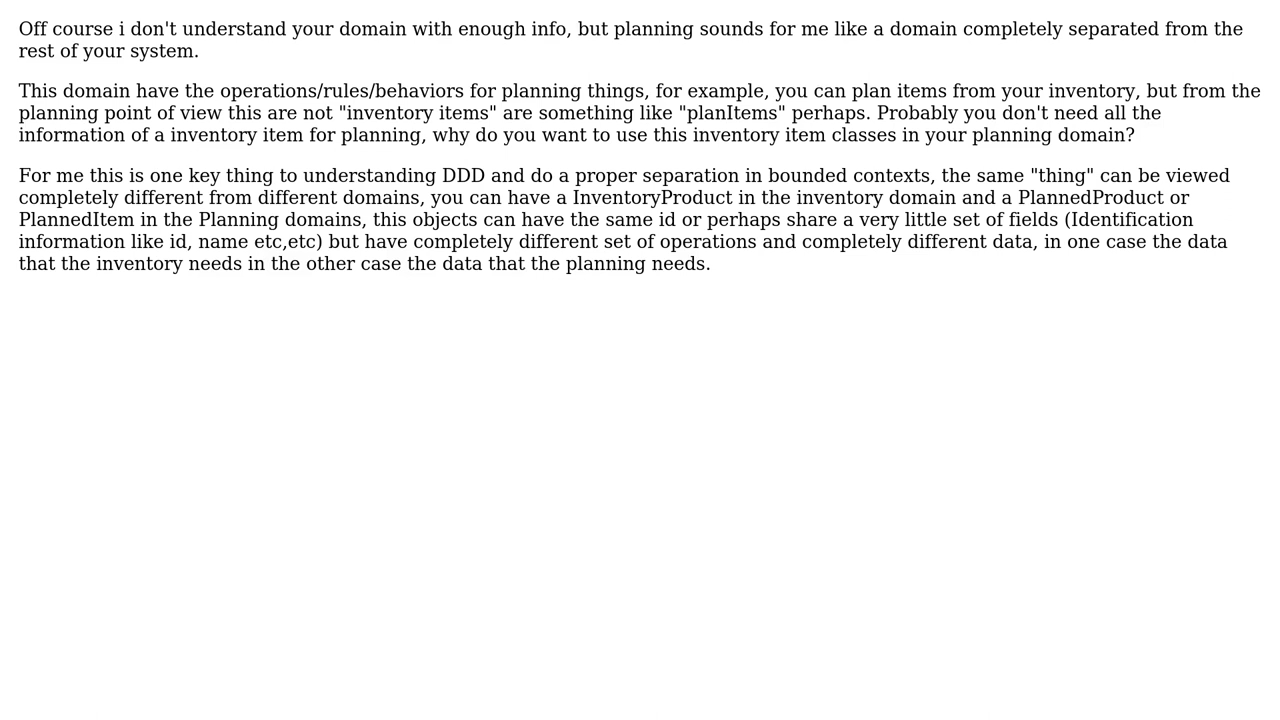 Off course i don't understand your domain with enough info, but planning sounds for me like a domain completely separated from the
rest of your system.
This domain have the operations/rules/behaviors for planning things, for example, you can plan items from your inventory, but from the
planning point of view this are not "inventory items" are something like "planItems" perhaps. Probably you don't need all the
information of a inventory item for planning, why do you want to use this inventory item classes in your planning domain?
For me this is one key thing to understanding DDD and do a proper separation in bounded contexts, the same "thing" can be viewed
completely different from different domains, you can have a InventoryProduct in the inventory domain and a PlannedProduct or
PlannedItem in the Planning domains, this objects can have the same id or perhaps share a very little set of fields (Identification
information like id, name etc,etc) but have completely different set of operations and completely different data, in one case the data
that the inventory needs in the other case the data that the planning needs.